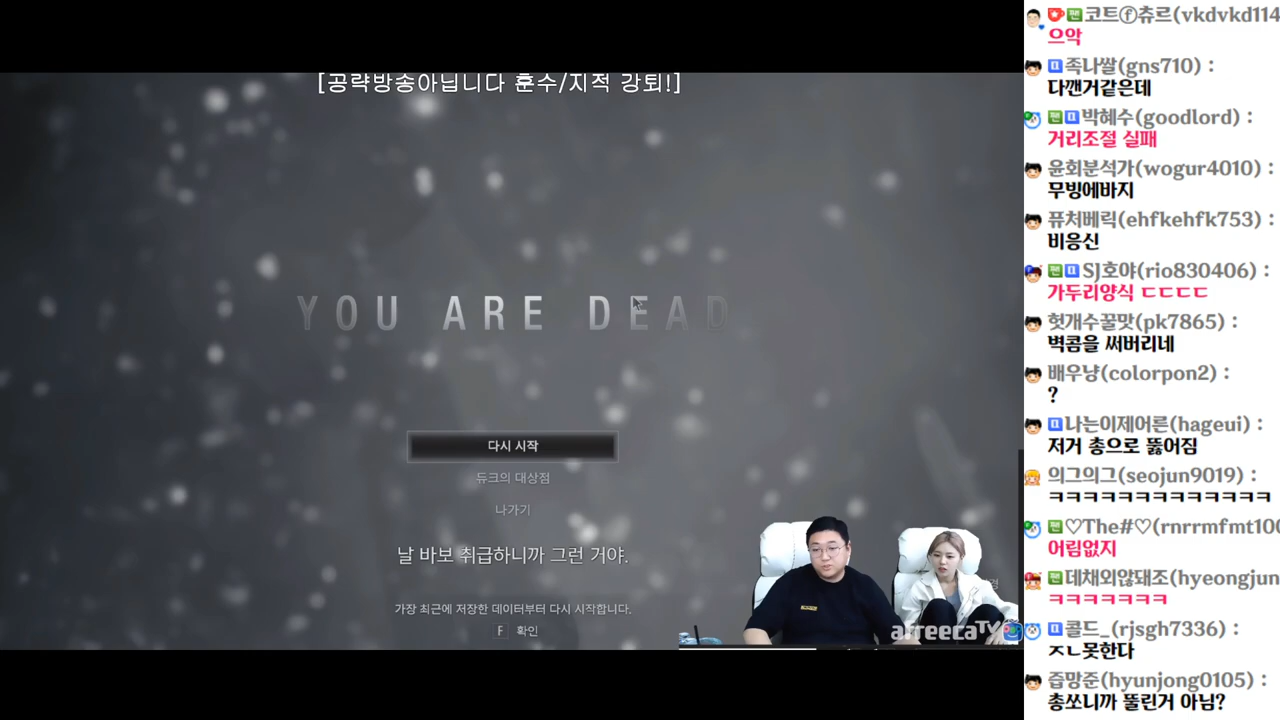 [공략방송아닙니다 훈수/지적 강퇴!]
YOU ARE DEAD
다시 시작
듀크의 대상점
나가기
날 바보 취급하니까 그런 거야.
가장 최근에 저장한 데이터부터 다시 시작합니다.
F 확인
afreecaTV
팬 코트ⓕ츄르(vkdvkd114
으악
족나쌀(gns710) :
다깬거같은데
팬 박혜수(goodlord) :
거리조절 실패
윤회분석가(wogur4010) :
무빙에바지
퓨처베릭(ehfkehfk753) :
비응신
팬 SJ호야(rio830406) :
가두리양식 ㄷㄷㄷㄷ
헛개수꿀맛(pk7865) :
벽콤을 써버리네
배우냥(colorpon2) :
?
나는이제어른(hageui) :
저거 총으로 뚫어짐
의그의그(seojun9019) :
ㅋㅋㅋㅋㅋㅋㅋㅋㅋㅋㅋㅋㅋ
팬 ♡The#♡(rnrrmfmt100
어림없지
팬 데채외않돼조(hyeongjun
ㅋㅋㅋㅋㅋㅋㅋ
콜드_(rjsgh7336) :
ㅈㄴ못한다
즙망준(hyunjong0105) :
총쏘니까 뚤린거 아님?